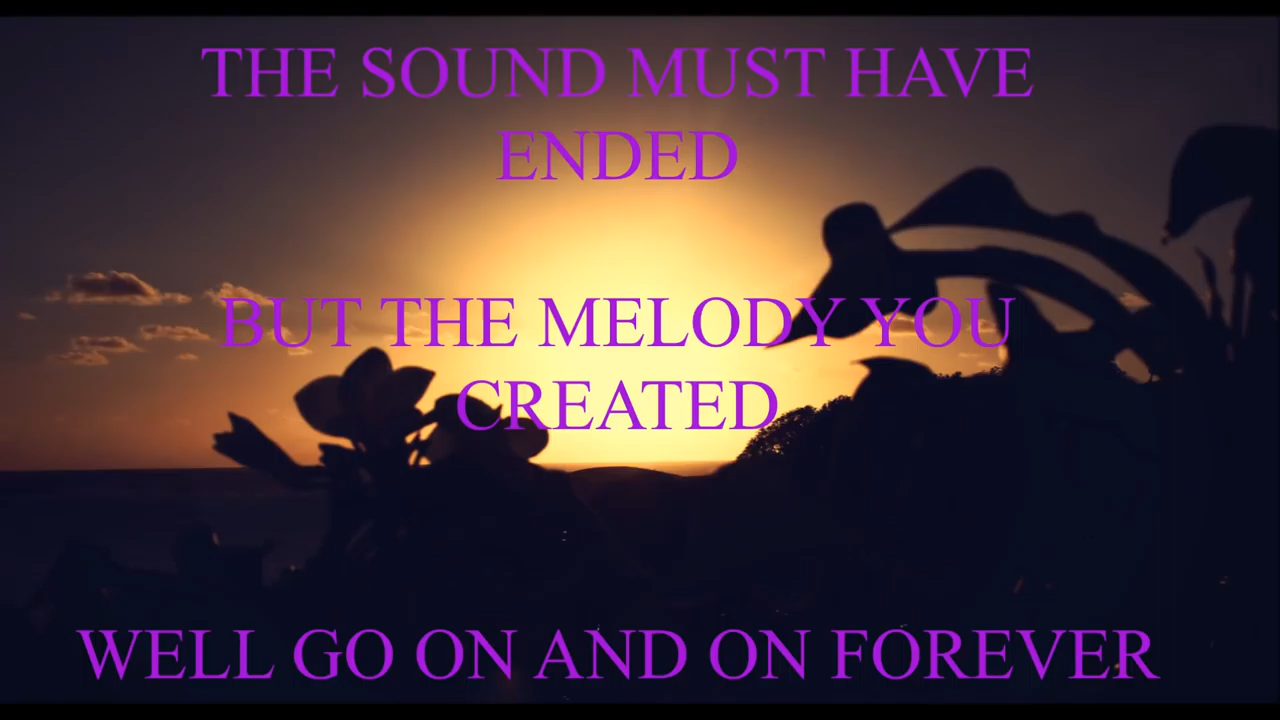 THE SOUND MUST HAVE
ENDED
BUT THE MELODY YOU
CREATED
WELL GO ON AND ON FOREVER